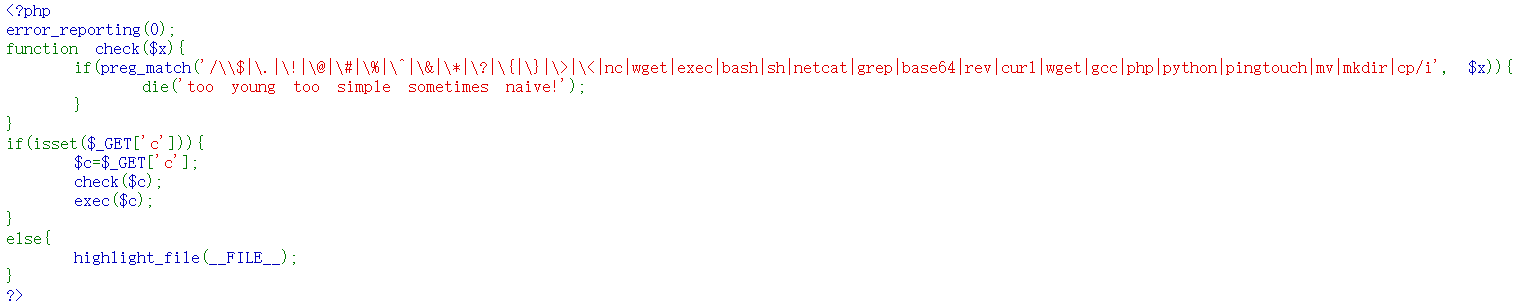 <?php
error_reporting(0);
function check($x){
        if(preg_match('/\\$|\.|\!|\@|\#|\%|\^|\&|\*|\?|\{|\}|\>|\<|nc|wget|exec|bash|sh|netcat|grep|base64|rev|curl|wget|gcc|php|python|pingtouch|mv|mkdir|cp/i', $x)){
                die('too young too simple sometimes naive!');
        }
}
if(isset($_GET['c'])){
        $c=$_GET['c'];
        check($c);
        exec($c);
}
else{
        highlight_file(__FILE__);
}
?>